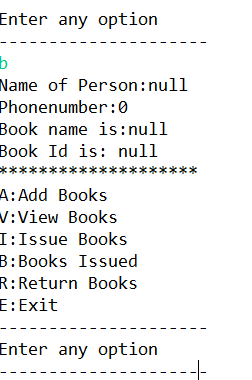 Enter any option
---------------------
b
Name of Person:null
Phonenumber:0
Book name is:null
Book Id is: null
********************
A:Add Books
V:View Books
I:Issue Books
B:Books Issued
R:Return Books
E:Exit
---------------------
Enter any option
---------------------